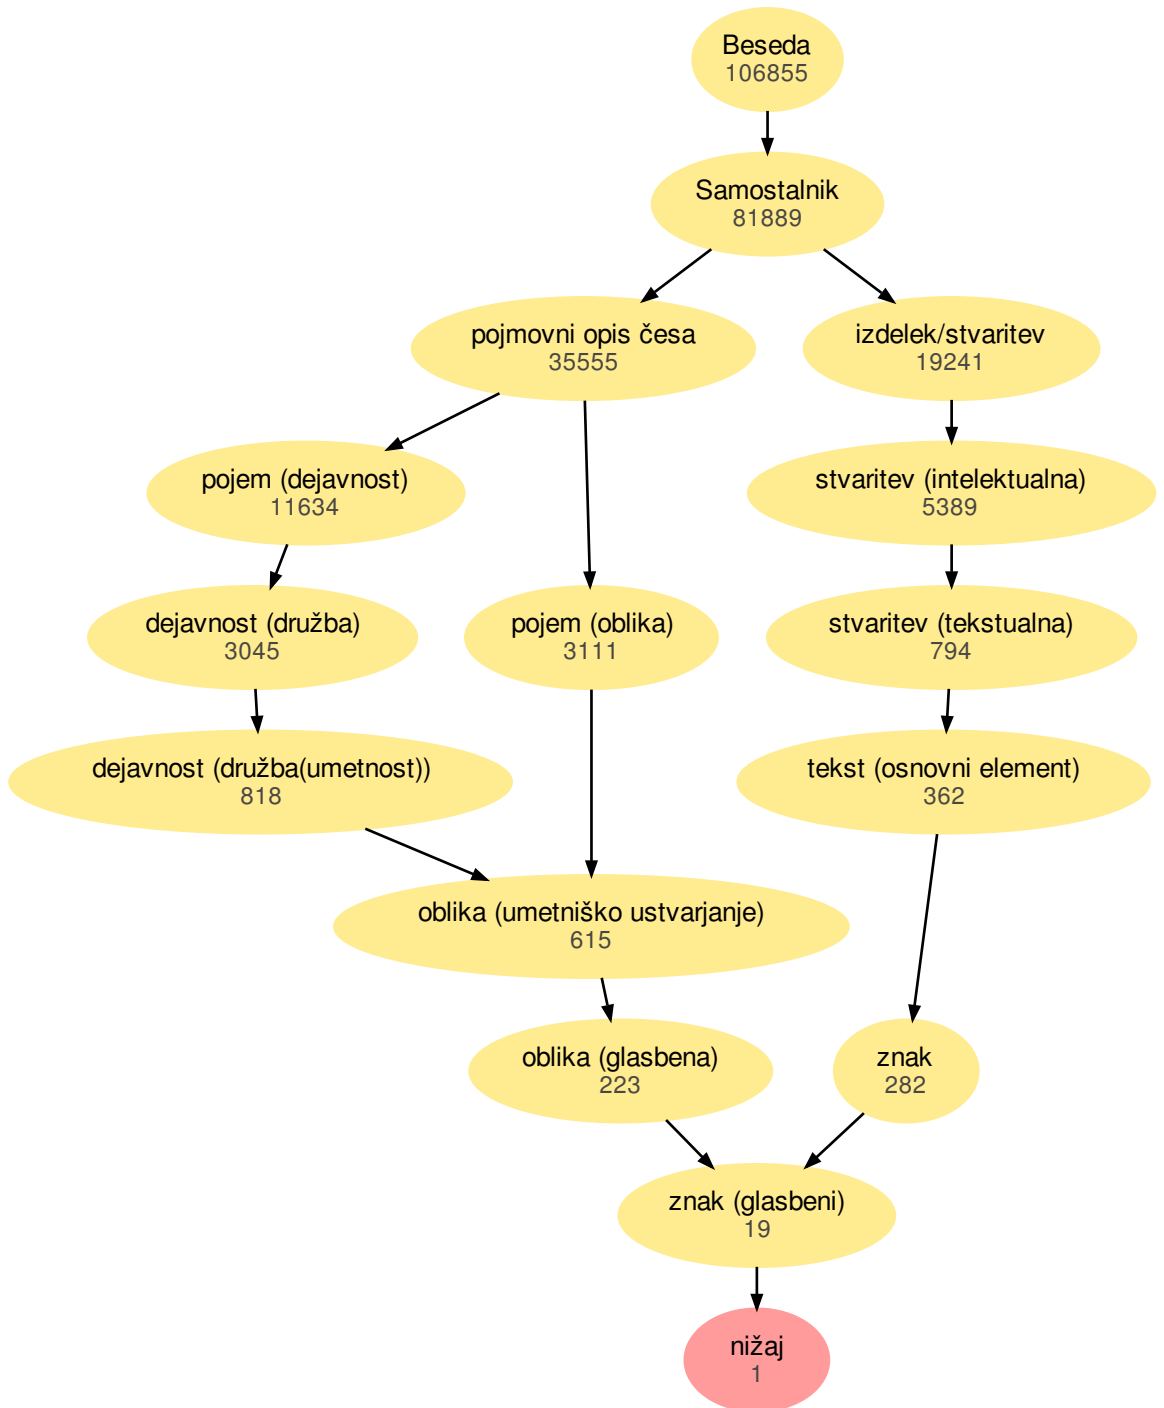 Beseda
106855
Samostalnik
81889
pojmovni opis česa
35555
izdelek/stvaritev
19241
pojem (dejavnost)
11634
stvaritev (intelektualna)
5389
dejavnost (družba)
3045
pojem (oblika)
3111
stvaritev (tekstualna)
794
dejavnost (družba(umetnost))
818
tekst (osnovni element)
362
oblika (umetniško ustvarjanje)
615
oblika (glasbena)
223
znak
282
znak (glasbeni)
19
nižaj
1